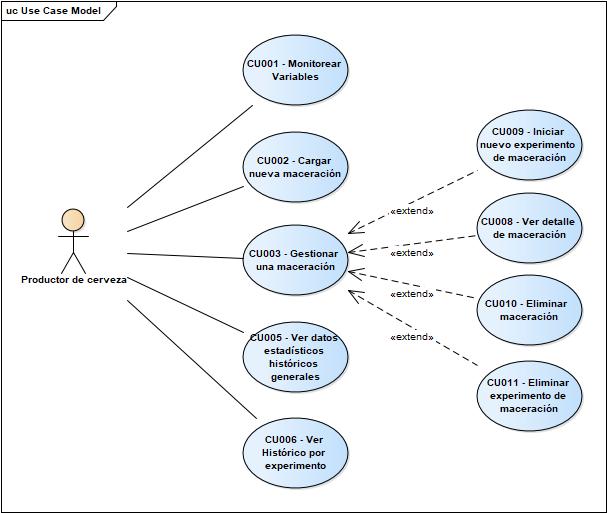 uc Use Case Model
CU001 - Monitorear
Variables
CU002 - Cargar
nueva maceración
CU003 - Gestionar
una maceración
CU005 - Ver datos
estadísticos
históricos
generales
CU006 - Ver
Histórico por
experimento
Productor de cerveza
«extend»
«extend»
«extend»
«extend»
CU009 - Iniciar
nuevo experimento
de maceración
CU008 - Ver detalle
de maceración
CU010 - Eliminar
maceración
CU011 - Eliminar
experimento de
maceración